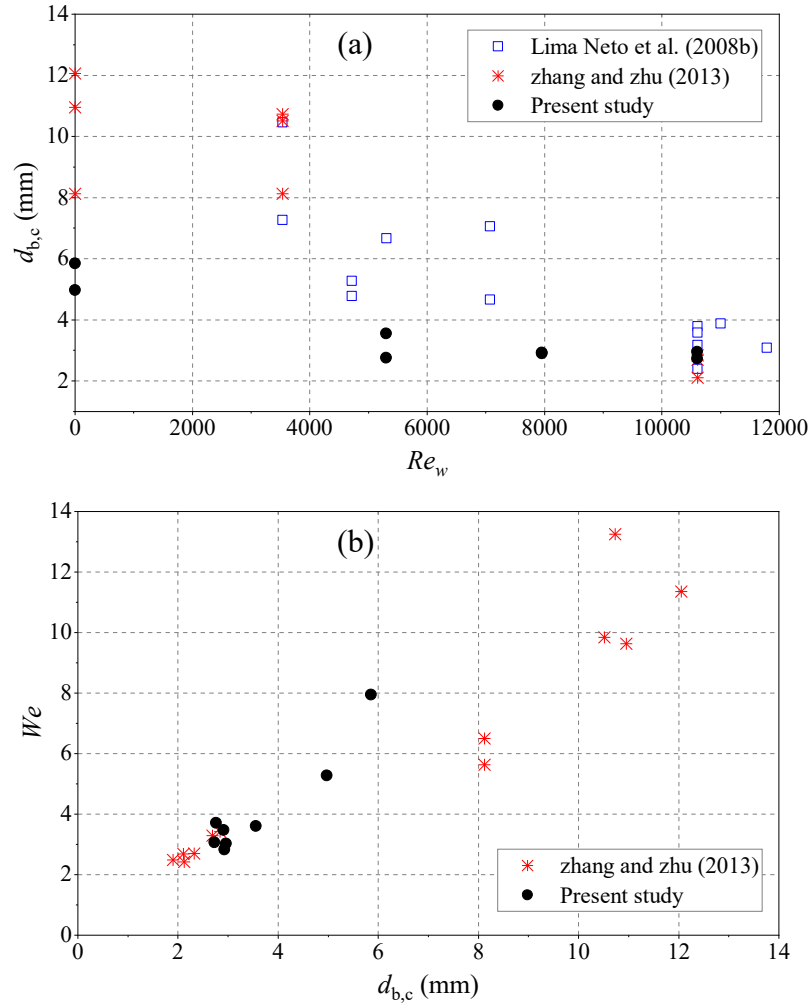 14
12
10
8
6
4
2
d_b,c (mm)
(a)
Lima Neto et al. (2008b)
zhang and zhu (2013)
Present study
0 2000 4000 6000 8000 10000 12000
Re_w
14
12
10
8
6
4
2
0
We
(b)
zhang and zhu (2013)
Present study
0 2 4 6 8 10 12 14
d_b,c (mm)